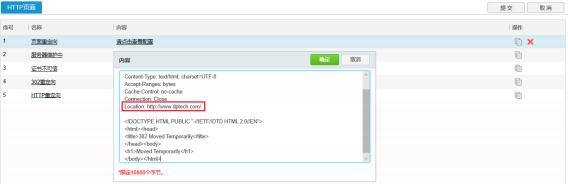 HTTP页面
提 交
取 消
序号 名称 内容 操作
1 页面重定向 请点击查看配置
2 服务器维护中
3 证书不可信
4 302重定向
5 HTTP重定向
内容 确定 取消
Content-Type: text/html; charset=UTF-8
Accept-Ranges: bytes
Cache-Control: no-cache
Connection: Close
Location: http://www.dptech.com/
<!DOCTYPE HTML PUBLIC "-//IETF//DTD HTML 2.0//EN">
<html><head>
<title>302 Moved Temporarily</title>
</head><body>
<h1>Moved Temporarily</h1>
</body></html>
*限定10000个字节。